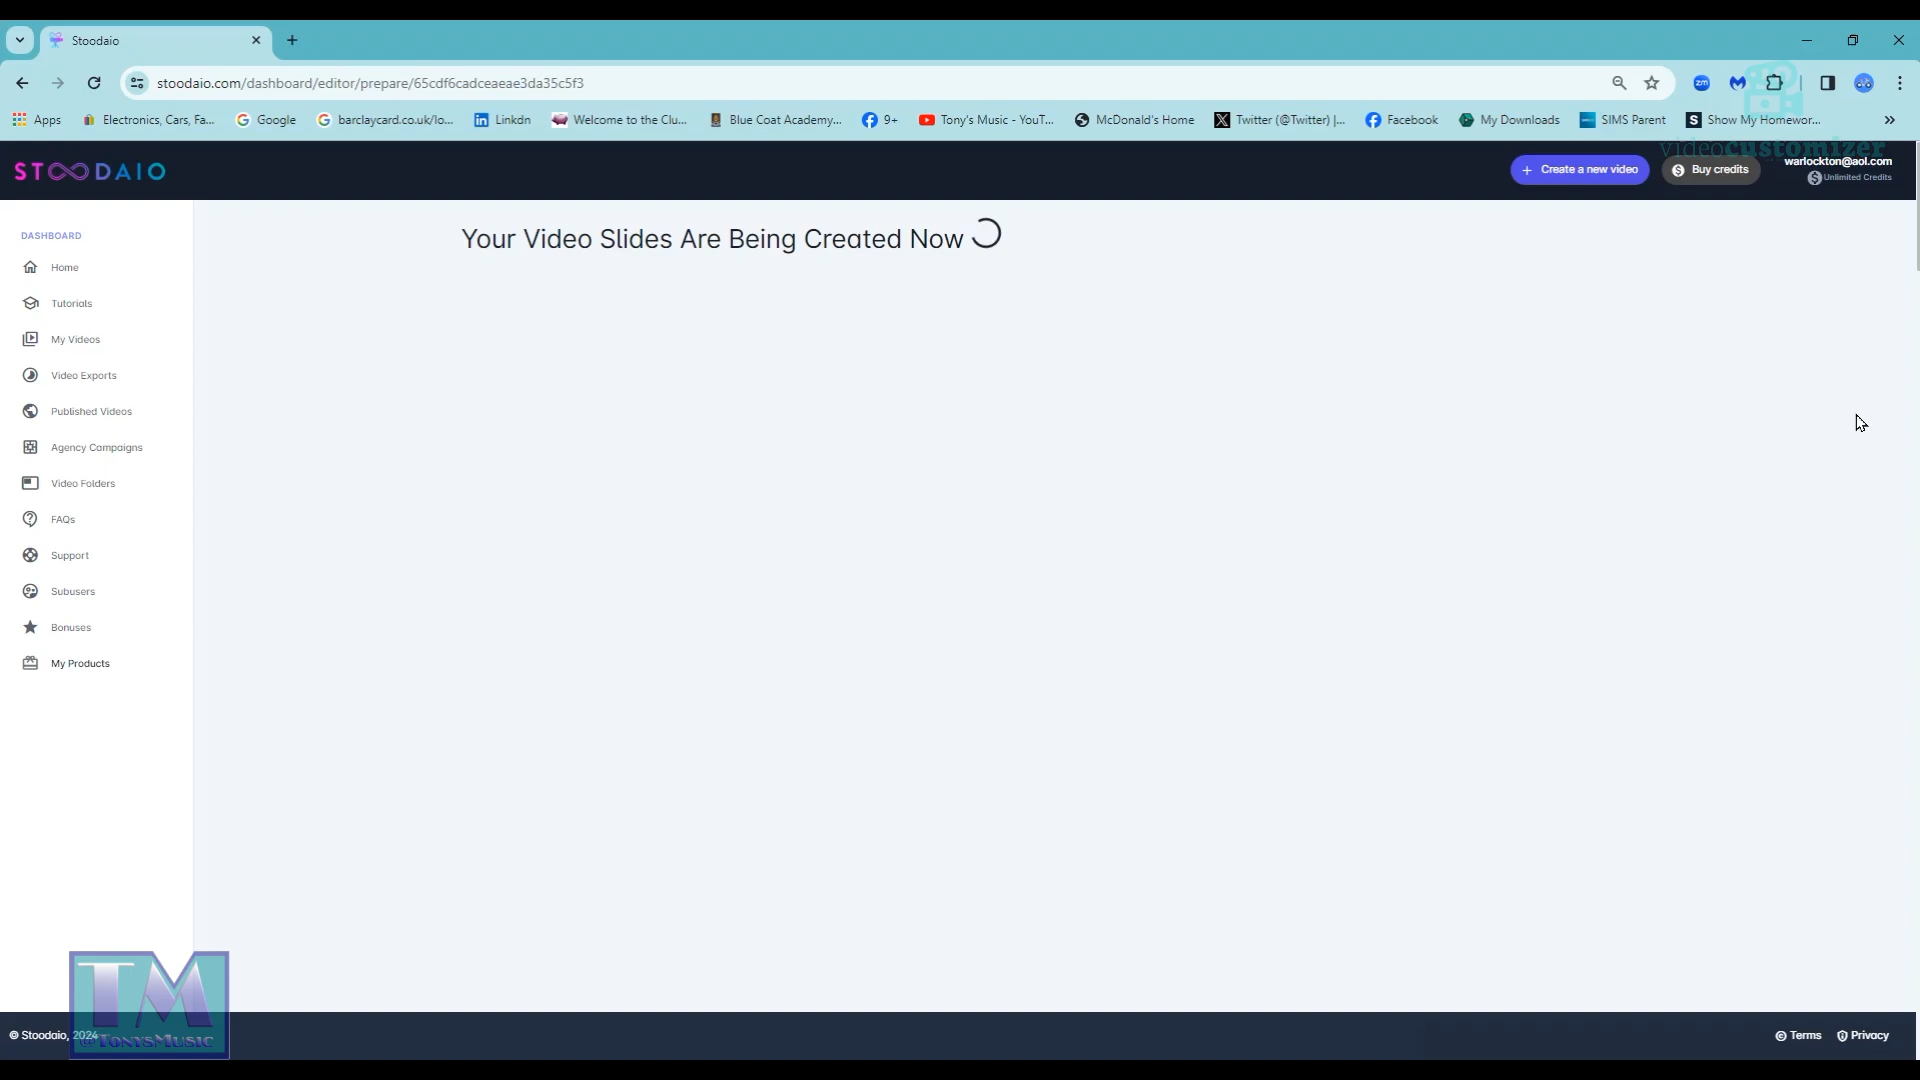 Stoodaio
stoodaio.com/dashboard/editor/prepare/65cdf6cadceaeae3da35c5f3
zm
Apps
Electronics, Cars, Fa...
Google
barclaycard.co.uk/lo...
Linkdn
Welcome to the Clu...
Blue Coat Academy...
9+
Tony's Music - YouT...
McDonald's Home
Twitter (@Twitter) |...
Facebook
My Downloads
SIMS Parent
Show My Homewor...
videocustomizer
STOODAIO
+ Create a new video
Buy credits
warlockton@aol.com
Unlimited Credits
DASHBOARD
Home
Tutorials
My Videos
Video Exports
Published Videos
Agency Campaigns
Video Folders
FAQs
Support
Subusers
Bonuses
My Products
Your Video Slides Are Being Created Now
TM
@TonysMusic
© Stoodaio, 2024
Terms
Privacy